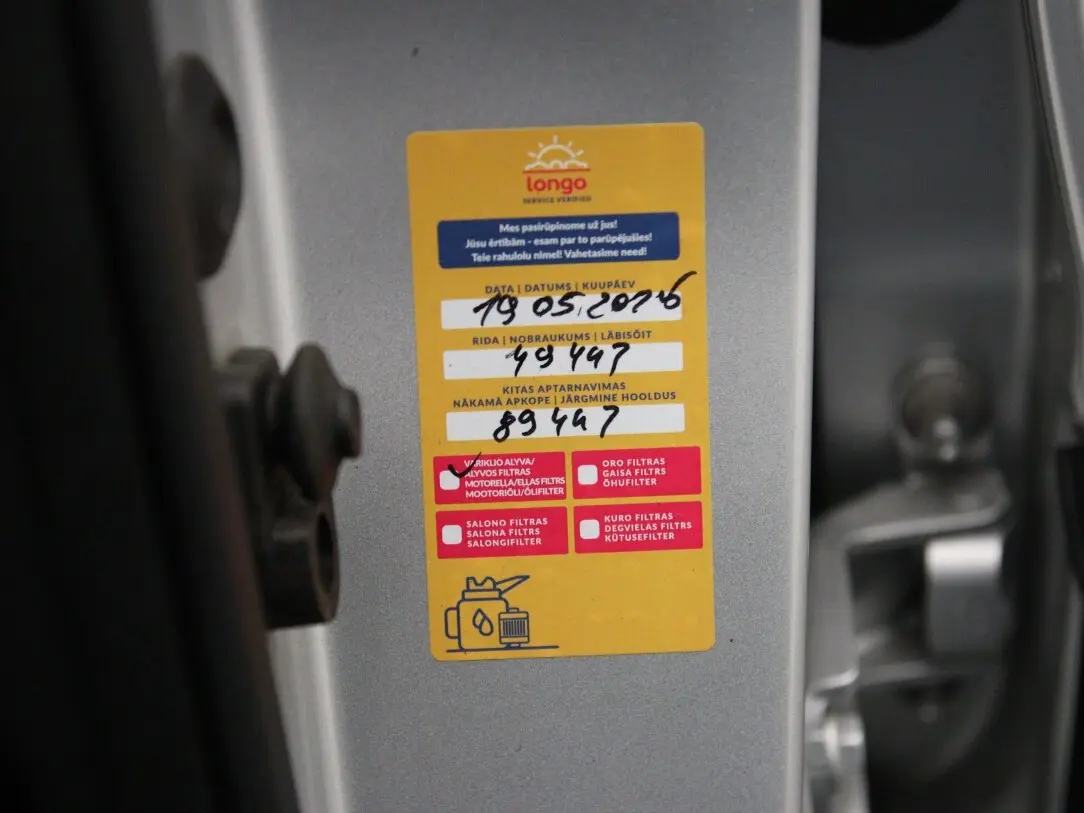 longo
SERVICE VERIFIED
Mes pasirūpinome už jus!
Jūsu ērtībām - esam par to parūpējušies!
Teie rahulolu nimel! Vahetasime need!
DATA | DATUMS | KUUPÄEV
19 05.2026
RIDA | NOBRAUKUMS | LÄBISÕIT
49 447
KITAS APTARNAVIMAS
NĀKAMĀ APKOPE | JÄRGMINE HOOLDUS
89 447
VARIKLIO ALYVA/
ALYVOS FILTRAS
MOTORELLA/ELLAS FILTRS
MOOTORIÕLI/ÕLIFILTER
ORO FILTRAS
GAISA FILTRS
ÕHUFILTER
SALONO FILTRAS
SALONA FILTRS
SALONGIFILTER
KURO FILTRAS
DEGVIELAS FILTRS
KÜTUSEFILTER